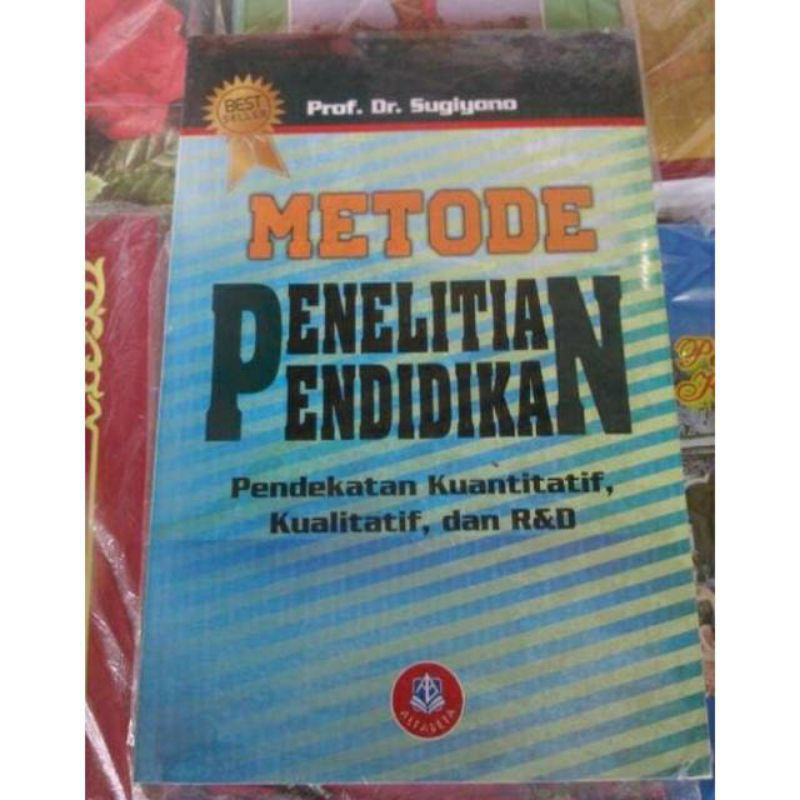 BEST
SELLER
Prof. Dr. Sugiyono
METODE
PENELITIAN
PENDIDIKAN
Pendekatan Kuantitatif,
Kualitatif, dan R&D
ALFABETA